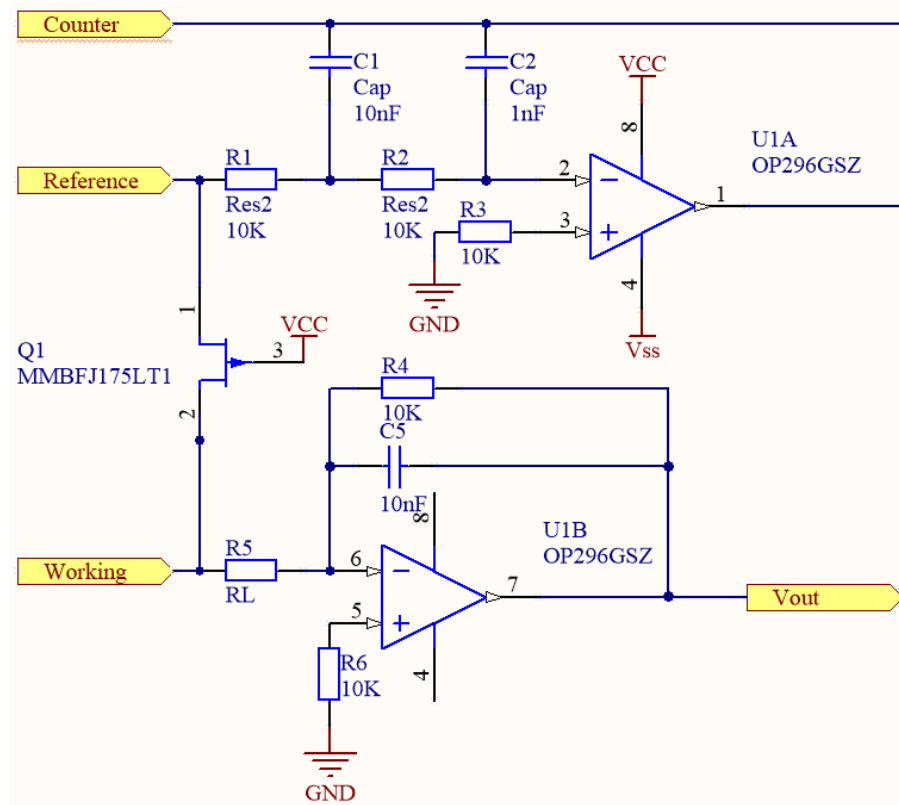 Counter
C1
Cap
10nF
C2
Cap
1nF
VCC
8
U1A
OP296GSZ
Reference
R1
Res2
10K
R2
Res2
10K
2
1
R3
10K
3
4
GND
Vss
1
VCC
3
Q1
MMBFJ175LT1
2
R4
10K
C5
10nF
8
U1B
OP296GSZ
Working
R5
RL
6
7
Vout
5
R6
10K
4
GND